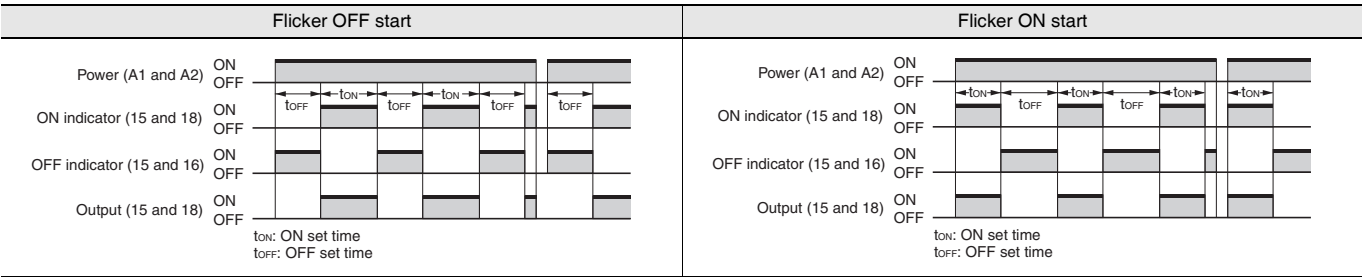 Flicker OFF start
Power (A1 and A2) ON
OFF
tOFF tON tOFF tON tOFF tOFF
ON indicator (15 and 18) ON
OFF
OFF indicator (15 and 16) ON
OFF
Output (15 and 18) ON
OFF
tON: ON set time
tOFF: OFF set time
Flicker ON start
Power (A1 and A2) ON
OFF
tON tOFF tON tOFF tON tON
ON indicator (15 and 18) ON
OFF
OFF indicator (15 and 16) ON
OFF
Output (15 and 18) ON
OFF
tON: ON set time
tOFF: OFF set time